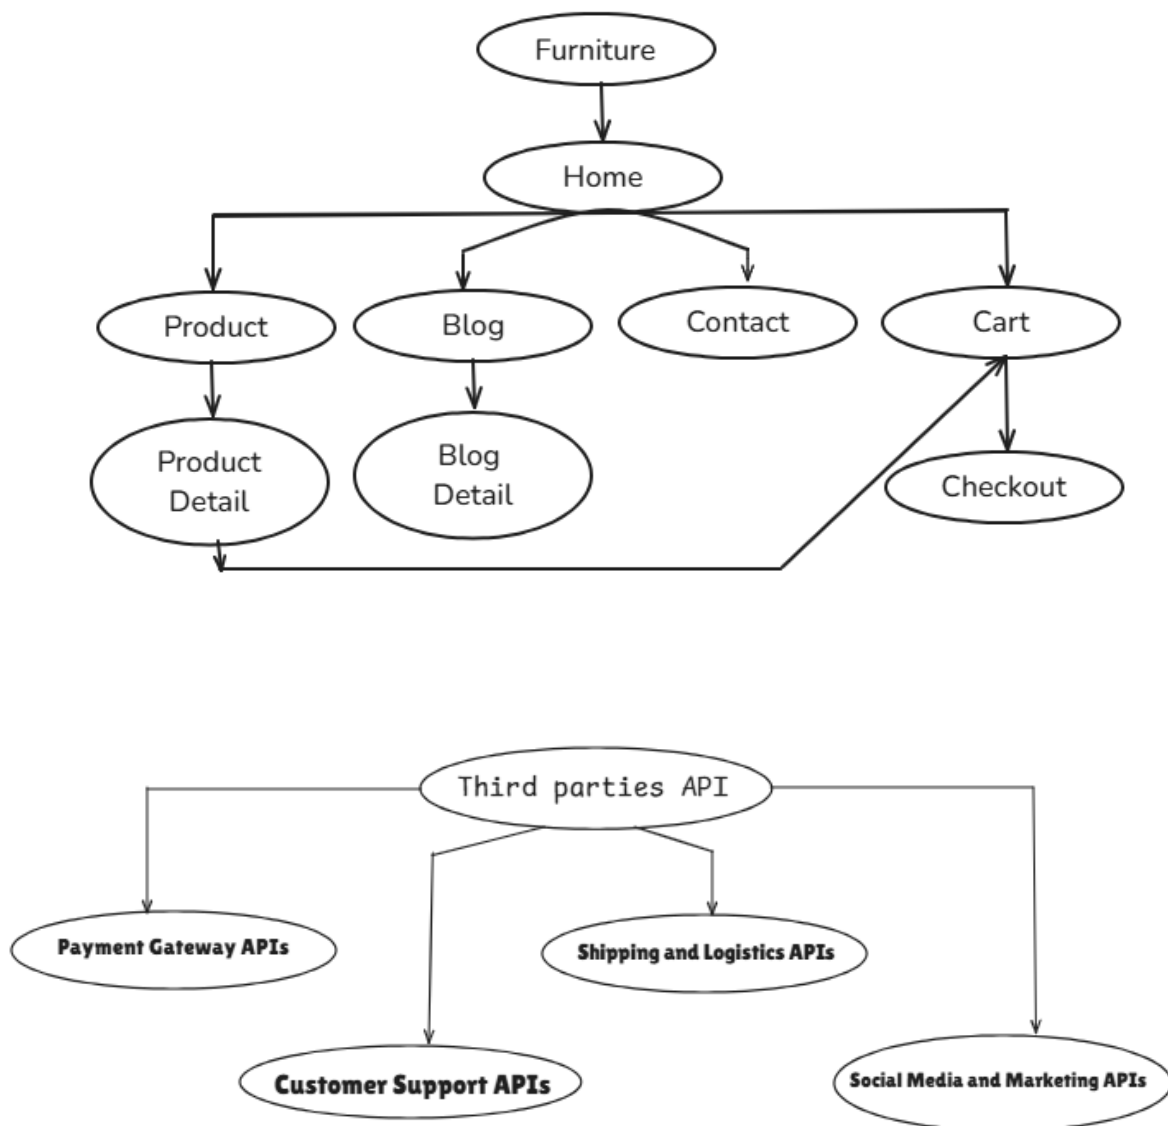 Furniture
Home
Product
Blog
Contact
Cart
Product
Detail
Blog
Detail
Checkout
Third parties API
Payment Gateway APIs
Shipping and Logistics APIs
Customer Support APIs
Social Media and Marketing APIs